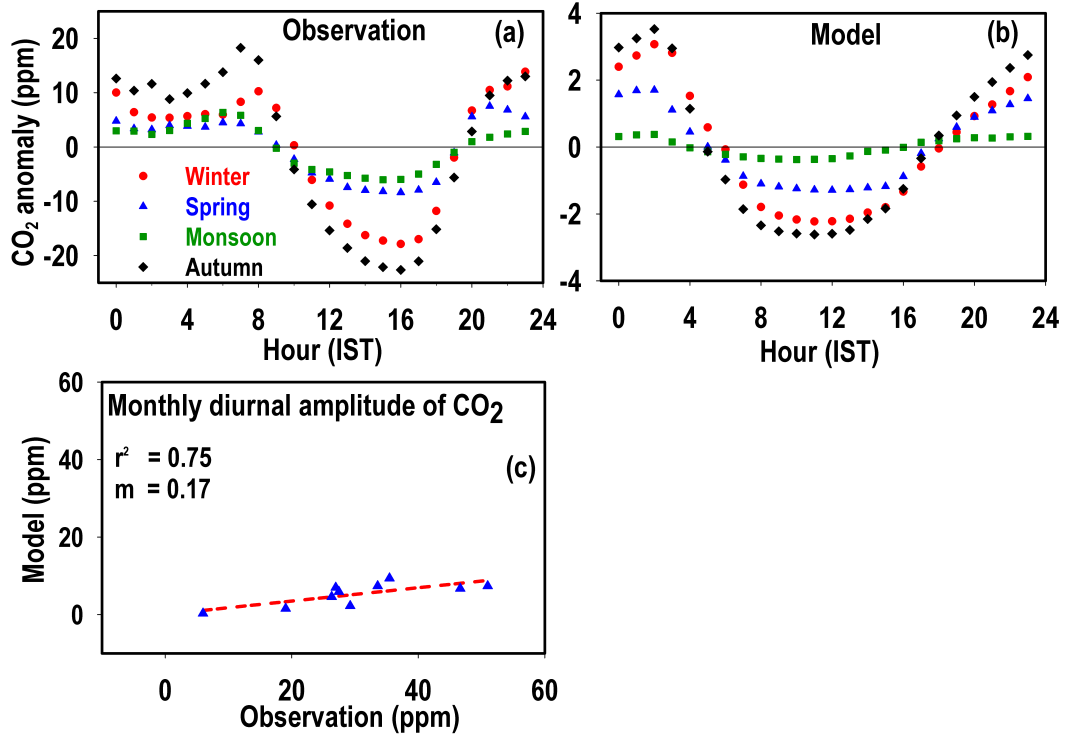 Observation (a)
20
10
0
-10
-20
CO2 anomaly (ppm)
Winter
Spring
Monsoon
Autumn
0 4 8 12 16 20 24
Hour (IST)
Model (b)
4
2
0
-2
-4
0 4 8 12 16 20 24
Hour (IST)
Monthly diurnal amplitude of CO2
r² = 0.75
m = 0.17
(c)
60
40
20
0
Model (ppm)
0 20 40 60
Observation (ppm)